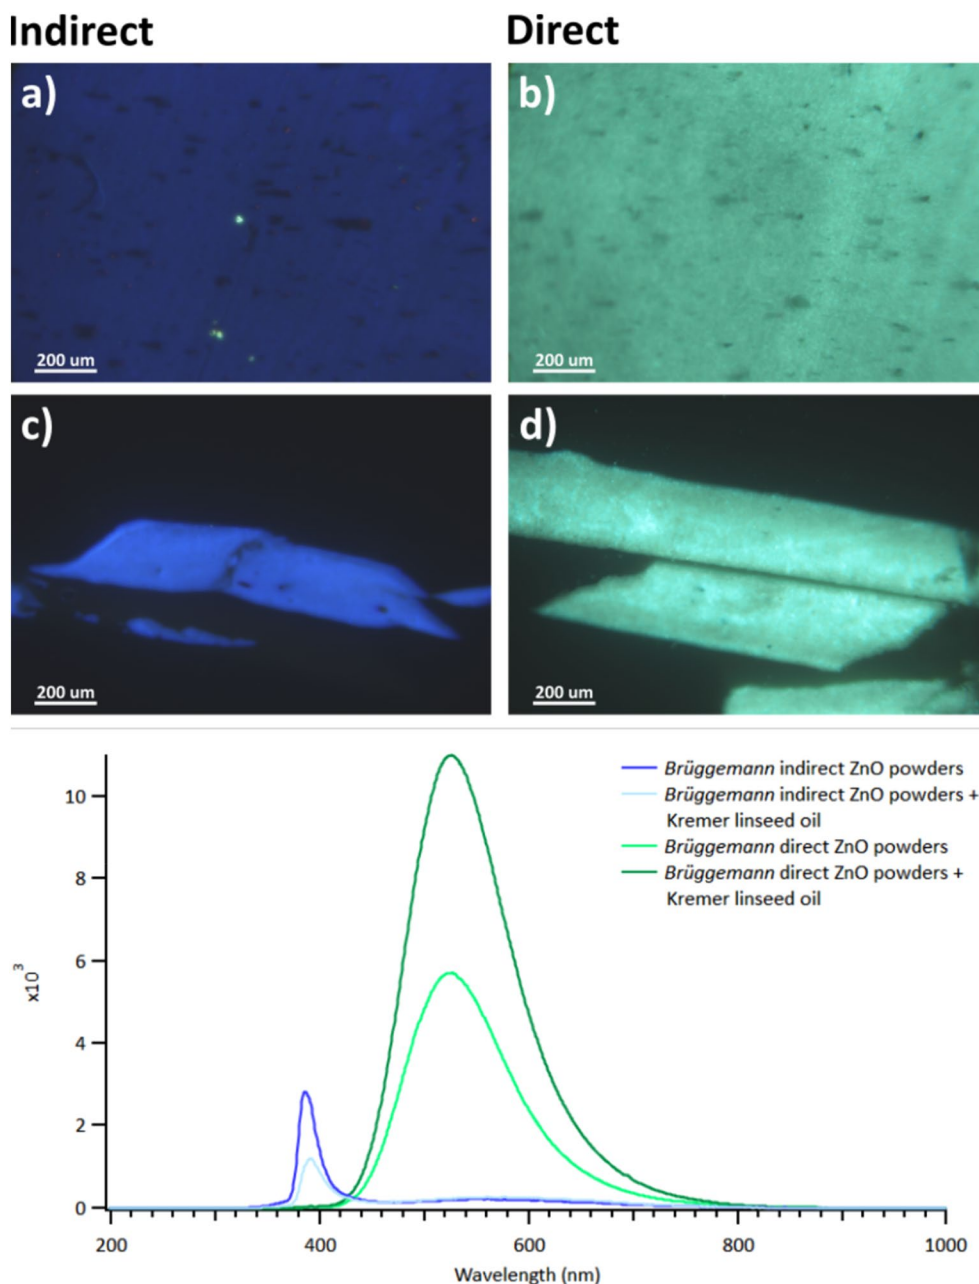 Indirect
Direct
a)
200 um
b)
200 um
c)
200 um
d)
200 um
Brüggemann indirect ZnO powders
Brüggemann indirect ZnO powders +
Kremer linseed oil
Brüggemann direct ZnO powders
Brüggemann direct ZnO powders +
Kremer linseed oil
x10³
10
8
6
4
2
0
200
400
600
800
1000
Wavelength (nm)